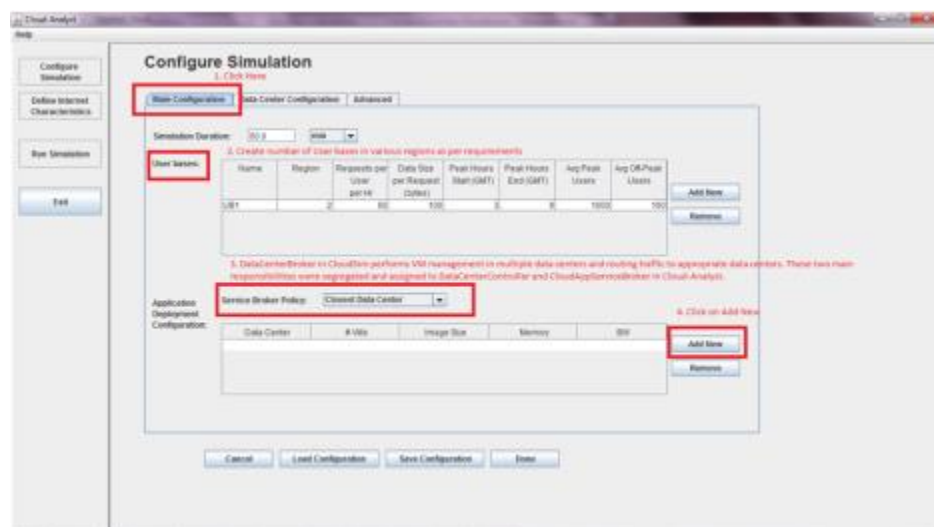 Cloud Analyst
Help
Configure Simulation
Configure
Simulation
1. Click Here
Define Internet
Characteristics
Main Configuration
Data Center Configuration
Advanced
Simulation Duration: 60.0 min
Run Simulation
2. Create number of User bases in various regions as per requirements
User bases:
Name
Region
Requests per
User
per Hr
Data Size
per Request
(bytes)
Peak Hours
Start (GMT)
Peak Hours
End (GMT)
Avg Peak
Users
Avg Off-Peak
Users
UB1 2 60 100 3 9 1000 100
Add New
Remove
Exit
3. DataCenterBroker in CloudSim performs VM management in multiple data centers and routing traffic to appropriate data centers. These two main
responsibilities were segregated and assigned to DataCenterController and CloudAppServiceBroker in Cloud Analyst.
Application
Deployment
Configuration:
Service Broker Policy: Closest Data Center
4. Click on Add New
Data Center # VMs Image Size Memory BW
Add New
Remove
Cancel
Load Configuration
Save Configuration
Done